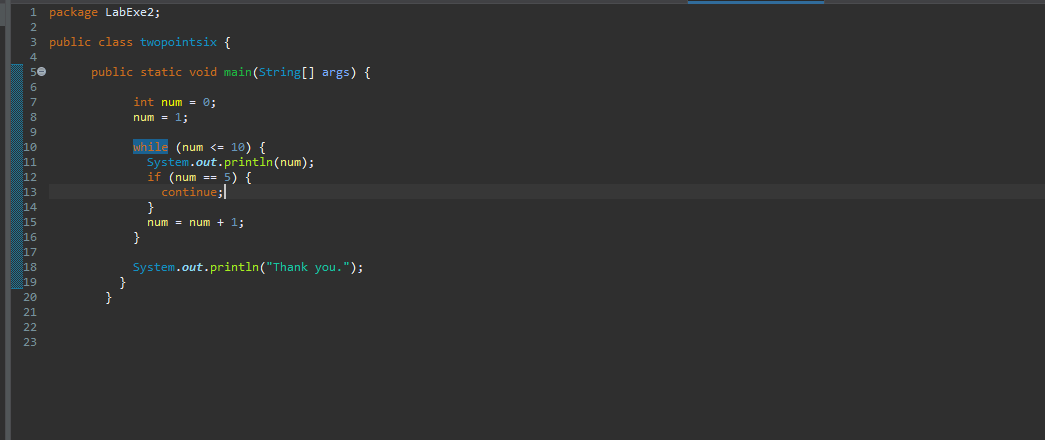 1 package LabExe2;
2
3 public class twopointsix {
4
5 public static void main(String[] args) {
6
7 int num = 0;
8 num = 1;
9
10 while (num <= 10) {
11 System.out.println(num);
12 if (num == 5) {
13 continue;
14 }
15 num = num + 1;
16 }
17
18 System.out.println("Thank you.");
19 }
20 }
21
22
23